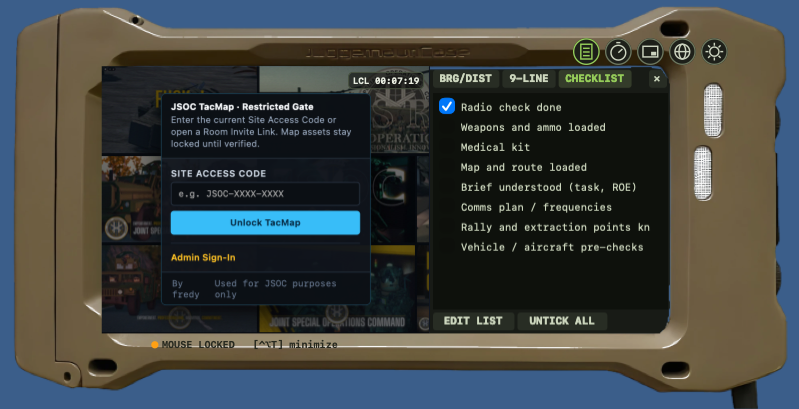 LCL 00:07:19
BRG/DIST 9-LINE CHECKLIST ×
JSOC TacMap · Restricted Gate
Enter the current Site Access Code or
open a Room Invite Link. Map assets stay
locked until verified.
SITE ACCESS CODE
e.g. JSOC-XXXX-XXXX
Unlock TacMap
Admin Sign-In
By
fredy
Used for JSOC purposes
only
Radio check done
Weapons and ammo loaded
Medical kit
Map and route loaded
Brief understood (task, ROE)
Comms plan / frequencies
Rally and extraction points kn
Vehicle / aircraft pre-checks
EDIT LIST UNTICK ALL
JOINT SPECIAL OPERATIONS COMMAND
MOUSE LOCKED [^⌥T] minimize